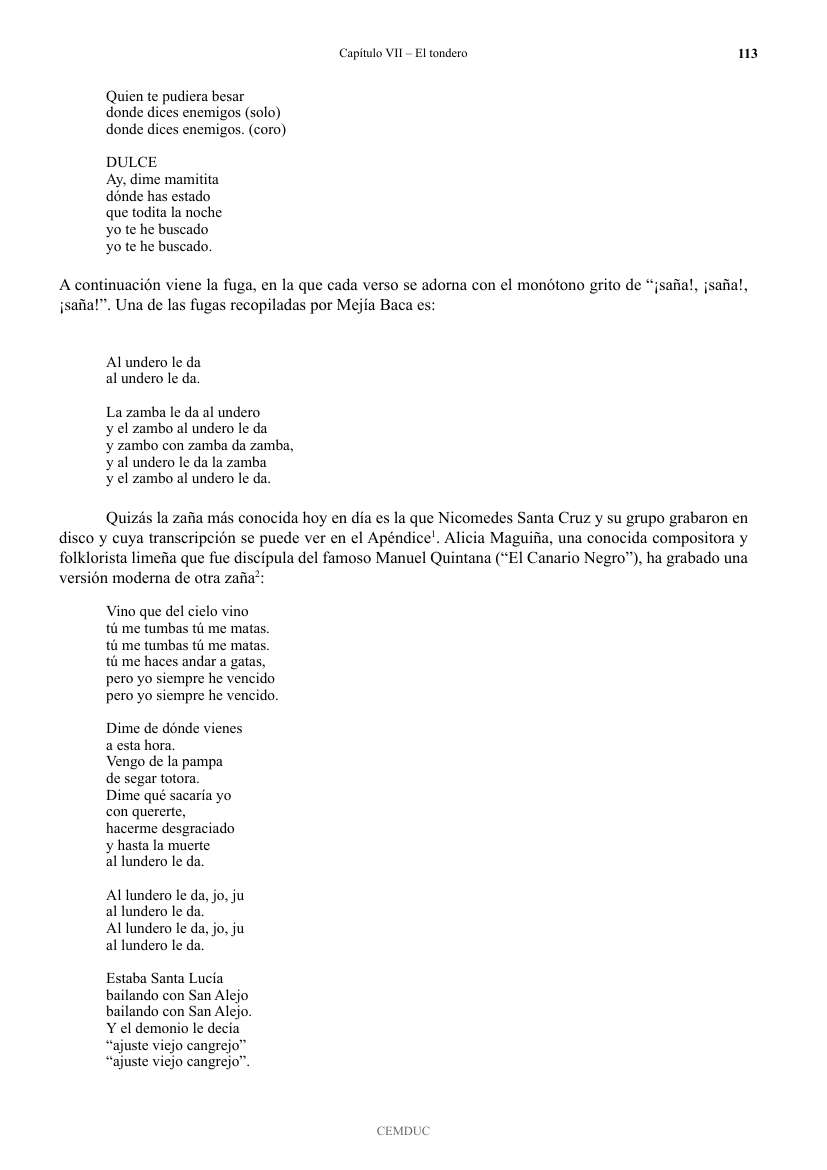 Capítulo VII – El tondero
113
Quien te pudiera besar
donde dices enemigos (solo)
donde dices enemigos. (coro)
DULCE
Ay, dime mamitita
dónde has estado
que todita la noche
yo te he buscado
yo te he buscado.
A continuación viene la fuga, en la que cada verso se adorna con el monótono grito de “¡saña!, ¡saña!,
¡saña!”. Una de las fugas recopiladas por Mejía Baca es:
Al undero le da
al undero le da.
La zamba le da al undero
y el zambo al undero le da
y zambo con zamba da zamba,
y al undero le da la zamba
y el zambo al undero le da.
Quizás la zaña más conocida hoy en día es la que Nicomedes Santa Cruz y su grupo grabaron en
disco y cuya transcripción se puede ver en el Apéndice1. Alicia Maguiña, una conocida compositora y
folklorista limeña que fue discípula del famoso Manuel Quintana (“El Canario Negro”), ha grabado una
versión moderna de otra zaña2:
Vino que del cielo vino
tú me tumbas tú me matas.
tú me tumbas tú me matas.
tú me haces andar a gatas,
pero yo siempre he vencido
pero yo siempre he vencido.
Dime de dónde vienes
a esta hora.
Vengo de la pampa
de segar totora.
Dime qué sacaría yo
con quererte,
hacerme desgraciado
y hasta la muerte
al lundero le da.
Al lundero le da, jo, ju
al lundero le da.
Al lundero le da, jo, ju
al lundero le da.
Estaba Santa Lucía
bailando con San Alejo
bailando con San Alejo.
Y el demonio le decía
“ajuste viejo cangrejo”
“ajuste viejo cangrejo”.
CEMDUC